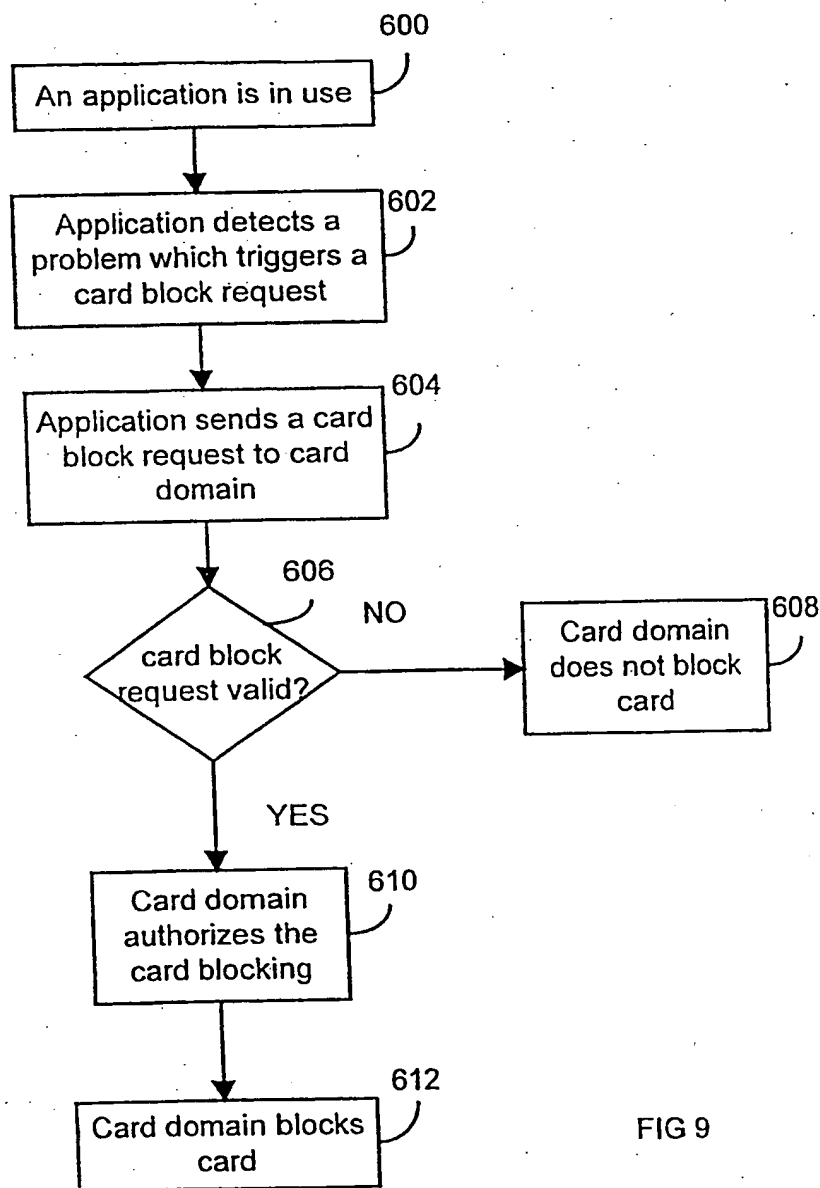 600
An application is in use
602
Application detects a
problem which triggers a
card block request
604
Application sends a card
block request to card
domain
606
NO
card block
request valid?
608
Card domain
does not block
card
YES
610
Card domain
authorizes the
card blocking
612
Card domain blocks
card
FIG 9